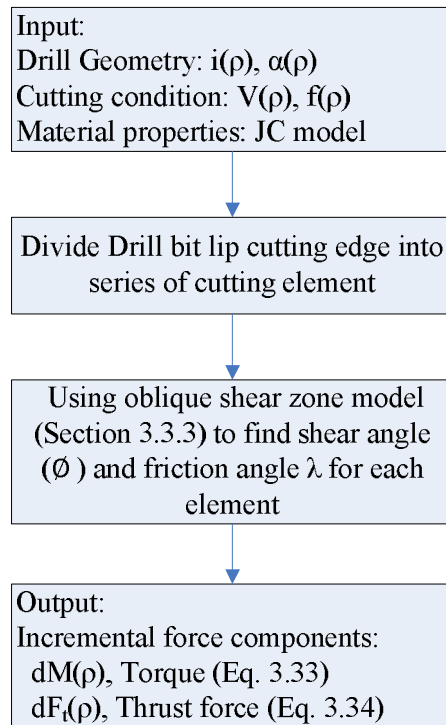 Input:
Drill Geometry: i(ρ), α(ρ)
Cutting condition: V(ρ), f(ρ)
Material properties: JC model
Divide Drill bit lip cutting edge into
series of cutting element
Using oblique shear zone model
(Section 3.3.3) to find shear angle
(Ø ) and friction angle λ for each
element
Output:
Incremental force components:
dM(ρ), Torque (Eq. 3.33)
dFₜ(ρ), Thrust force (Eq. 3.34)